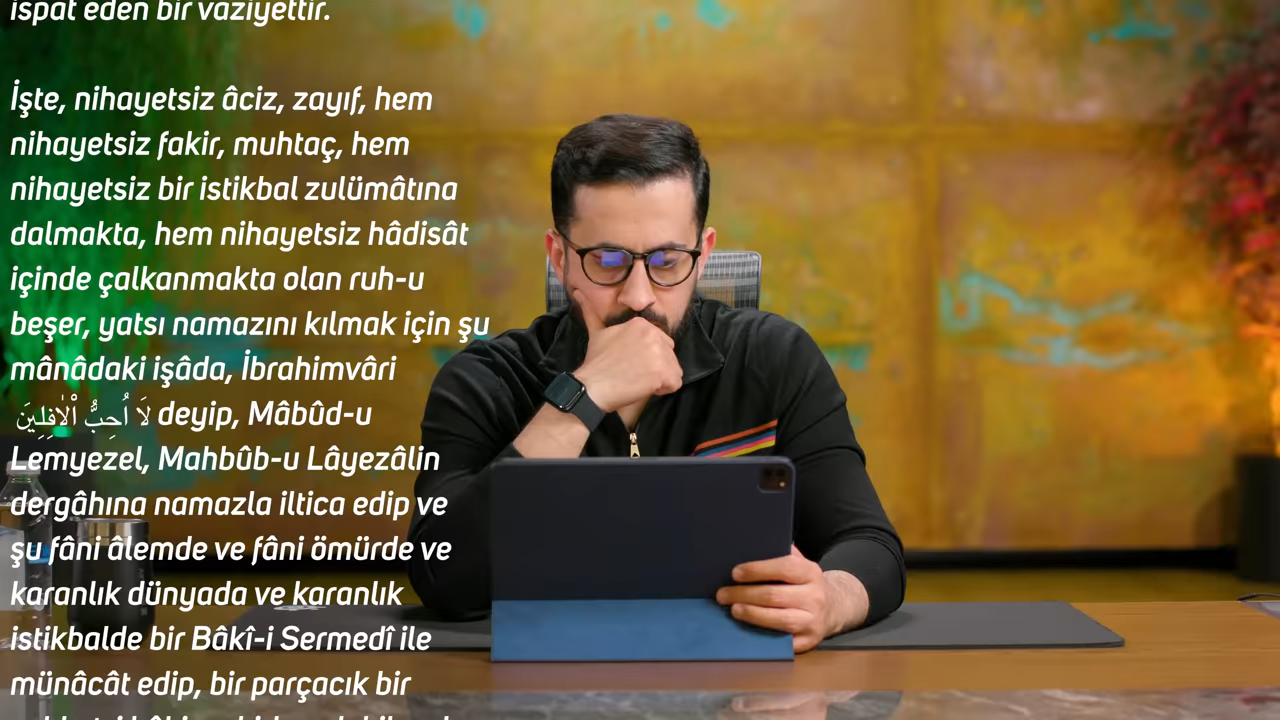 ispat eden bir vaziyettir.
İşte, nihayetsiz âciz, zayıf, hem
nihayetsiz fakir, muhtaç, hem
nihayetsiz bir istikbal zulümâtına
dalmakta, hem nihayetsiz hâdisât
içinde çalkanmakta olan ruh-u
beşer, yatsı namazını kılmak için şu
mânâdaki işâda, İbrahimvâri
لَا اُحِبُّ اْلاٰفِلِينَ deyip, Mâbûd-u
Lemyezel, Mahbûb-u Lâyezâlin
dergâhına namazla iltica edip ve
şu fâni âlemde ve fâni ömürde ve
karanlık dünyada ve karanlık
istikbalde bir Bâkî-i Sermedî ile
münâcât edip, bir parçacık bir